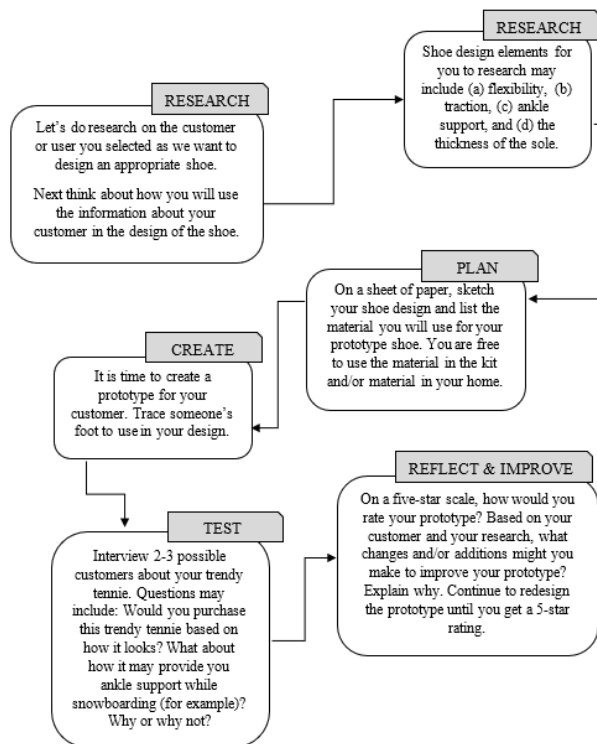 RESEARCH
Let's do research on the customer
or user you selected as we want to
design an appropriate shoe.
Next think about how you will use
the information about your
customer in the design of the shoe.
RESEARCH
Shoe design elements for
you to research may
include (a) flexibility, (b)
traction, (c) ankle
support, and (d) the
thickness of the sole.
PLAN
On a sheet of paper, sketch
your shoe design and list the
material you will use for your
prototype shoe. You are free
to use the material in the kit
and/or material in your home.
CREATE
It is time to create a
prototype for your
customer. Trace someone's
foot to use in your design.
TEST
Interview 2-3 possible
customers about your trendy
tennie. Questions may
include: Would you purchase
this trendy tennie based on
how it looks? What about
how it may provide you
ankle support while
snowboarding (for example)?
Why or why not?
REFLECT & IMPROVE
On a five-star scale, how would you
rate your prototype? Based on your
customer and your research, what
changes and/or additions might you
make to improve your prototype?
Explain why. Continue to redesign
the prototype until you get a 5-star
rating.